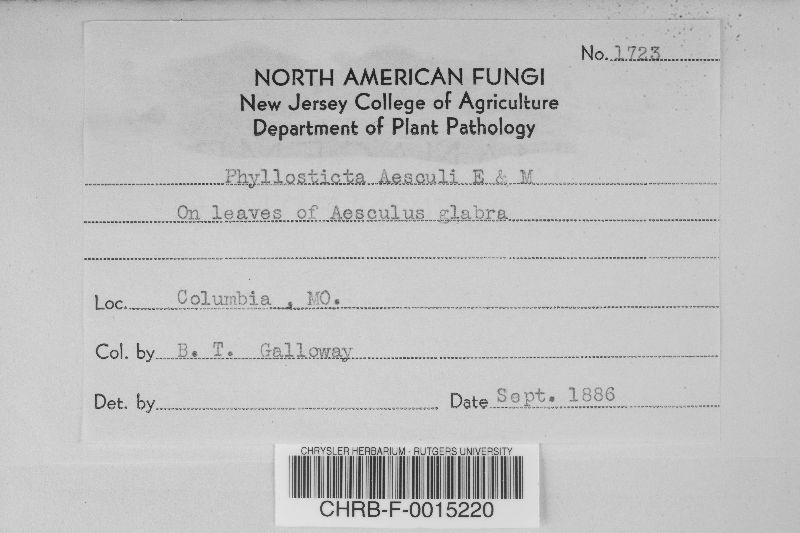 No. 1723
NORTH AMERICAN FUNGI
New Jersey College of Agriculture
Department of Plant Pathology
Phyllosticta Aesculi E & M
On leaves of Aesculus glabra
Loc. Columbia , MO.
Col. by B. T. Galloway
Det. by
Date Sept. 1886
CHRYSLER HERBARIUM - RUTGERS UNIVERSITY
CHRB-F-0015220